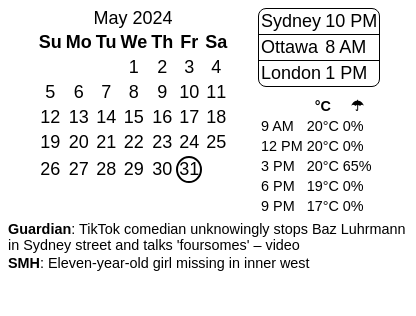 May 2024
Su Mo Tu We Th Fr Sa
1 2 3 4
5 6 7 8 9 10 11
12 13 14 15 16 17 18
19 20 21 22 23 24 25
26 27 28 29 30 31
Sydney 10 PM
Ottawa 8 AM
London 1 PM
°C ☂
9 AM 20°C 0%
12 PM 20°C 0%
3 PM 20°C 65%
6 PM 19°C 0%
9 PM 17°C 0%
Guardian: TikTok comedian unknowingly stops Baz Luhrmann
in Sydney street and talks 'foursomes' – video
SMH: Eleven-year-old girl missing in inner west